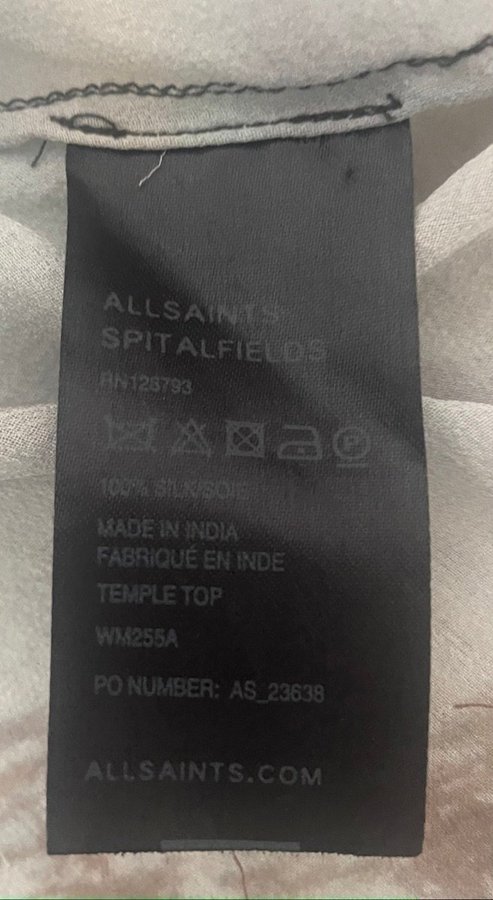 ALLSAINTS
SPITALFIELDS
RN128793
P
100% SILK/SOIE
MADE IN INDIA
FABRIQUÉ EN INDE
TEMPLE TOP
WM255A
PO NUMBER: AS_23638
ALLSAINTS.COM